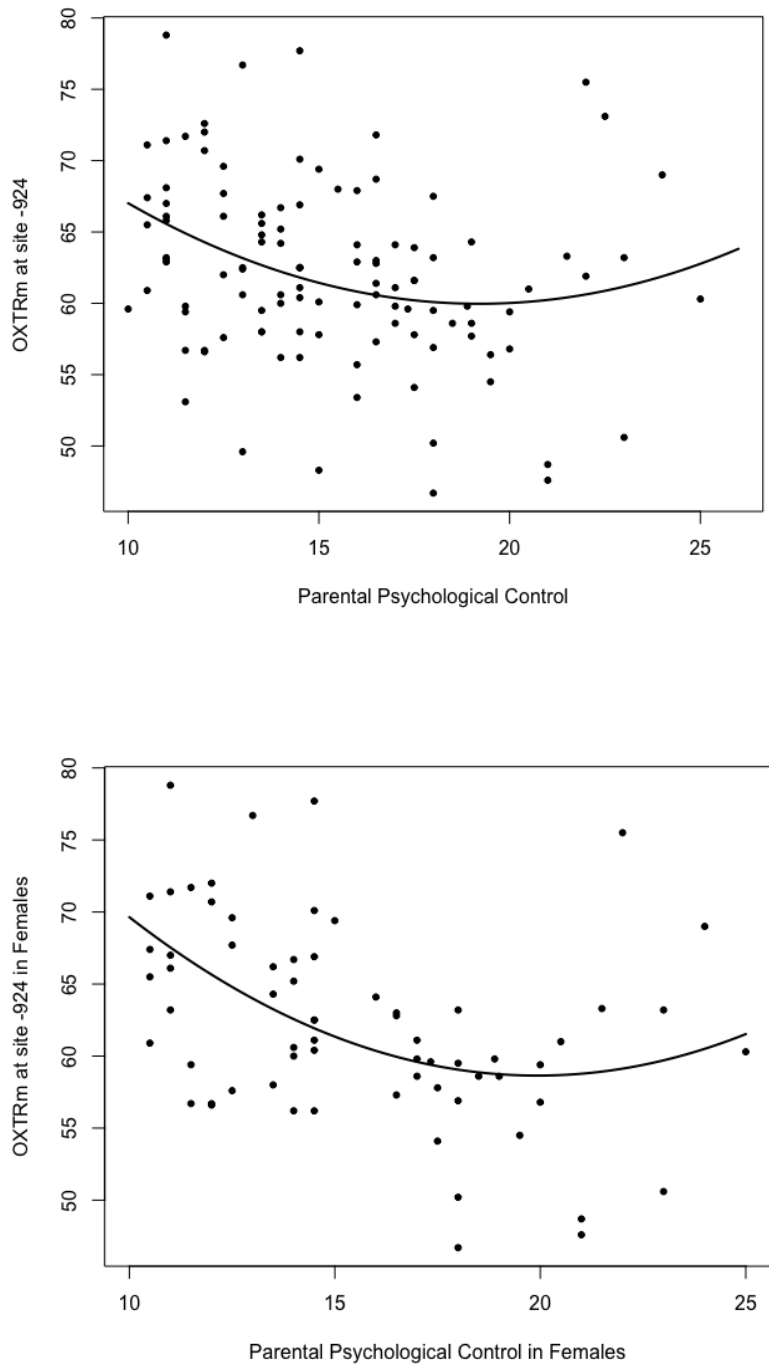 80
75
70
65
60
55
50
OXTRm at site -924
10 15 20 25
Parental Psychological Control
80
75
70
65
60
55
50
OXTRm at site -924 in Females
10 15 20 25
Parental Psychological Control in Females